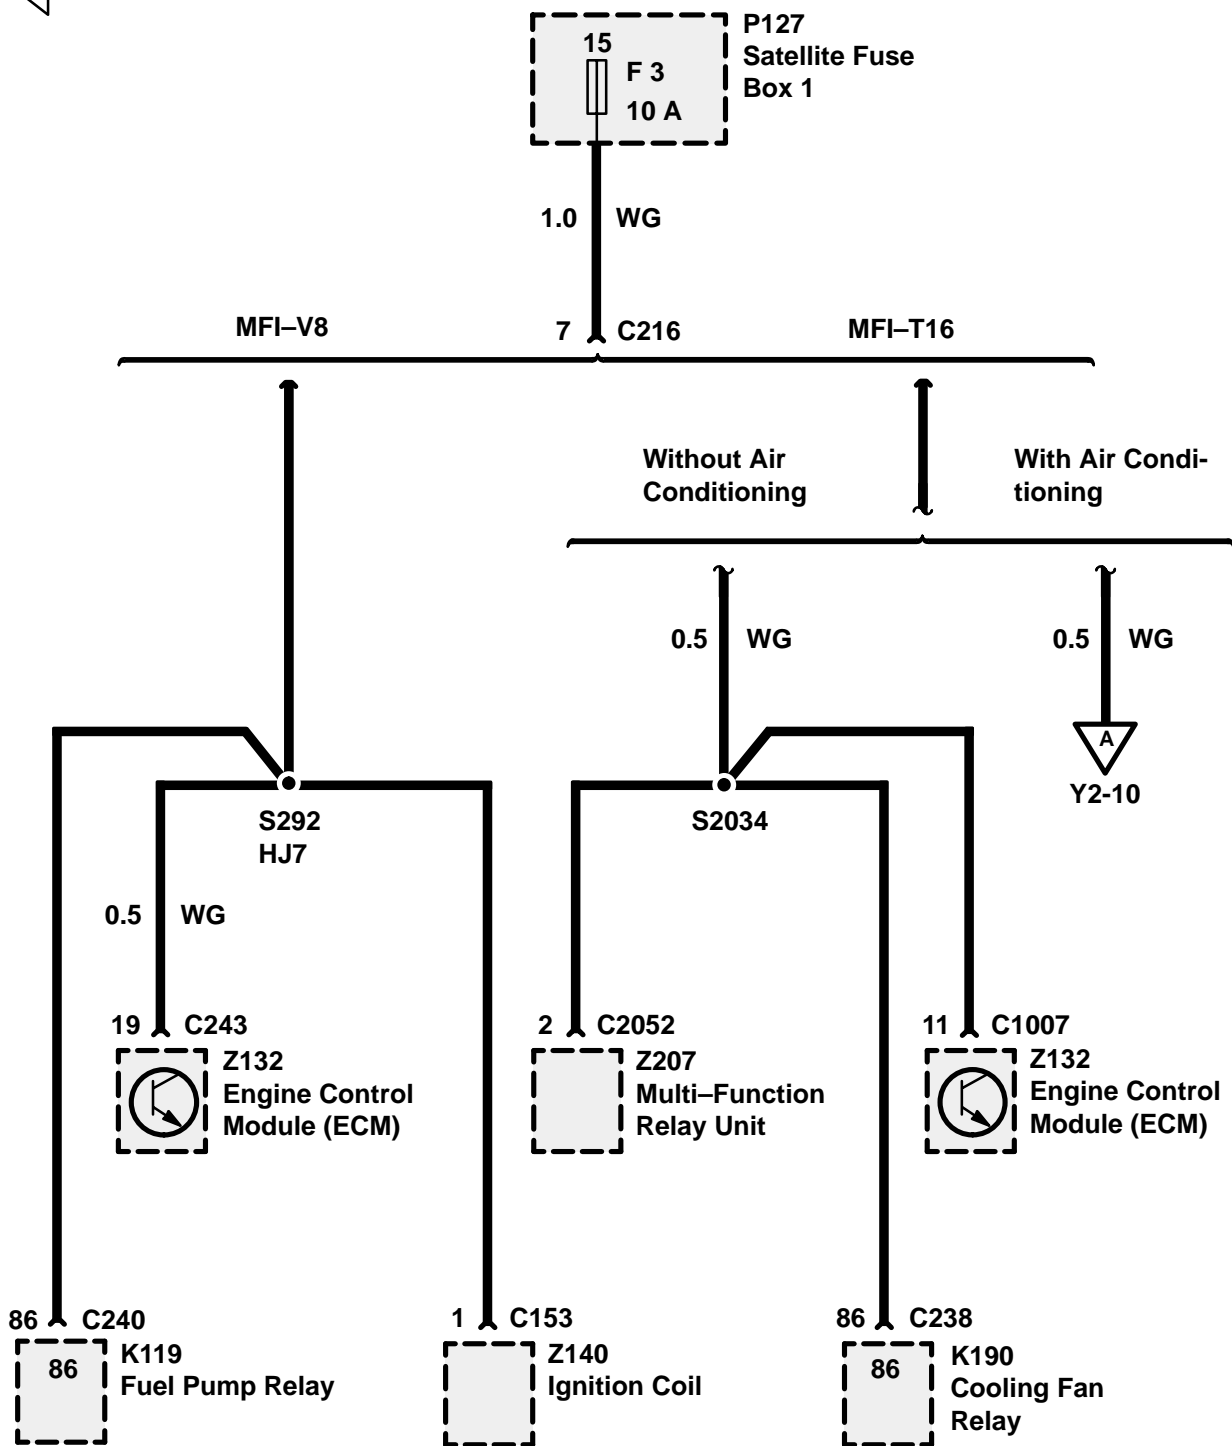 P127
Satellite Fuse
Box 1
15
F 3
10 A
1.0 WG
MFI–V8
7 C216
MFI–T16
Without Air
Conditioning
With Air Condi-
tioning
0.5 WG
0.5 WG
A
Y2-10
S292
HJ7
S2034
0.5 WG
19 C243
Z132
Engine Control
Module (ECM)
2 C2052
Z207
Multi–Function
Relay Unit
11 C1007
Z132
Engine Control
Module (ECM)
86 C240
86
K119
Fuel Pump Relay
1 C153
Z140
Ignition Coil
86 C238
86
K190
Cooling Fan
Relay